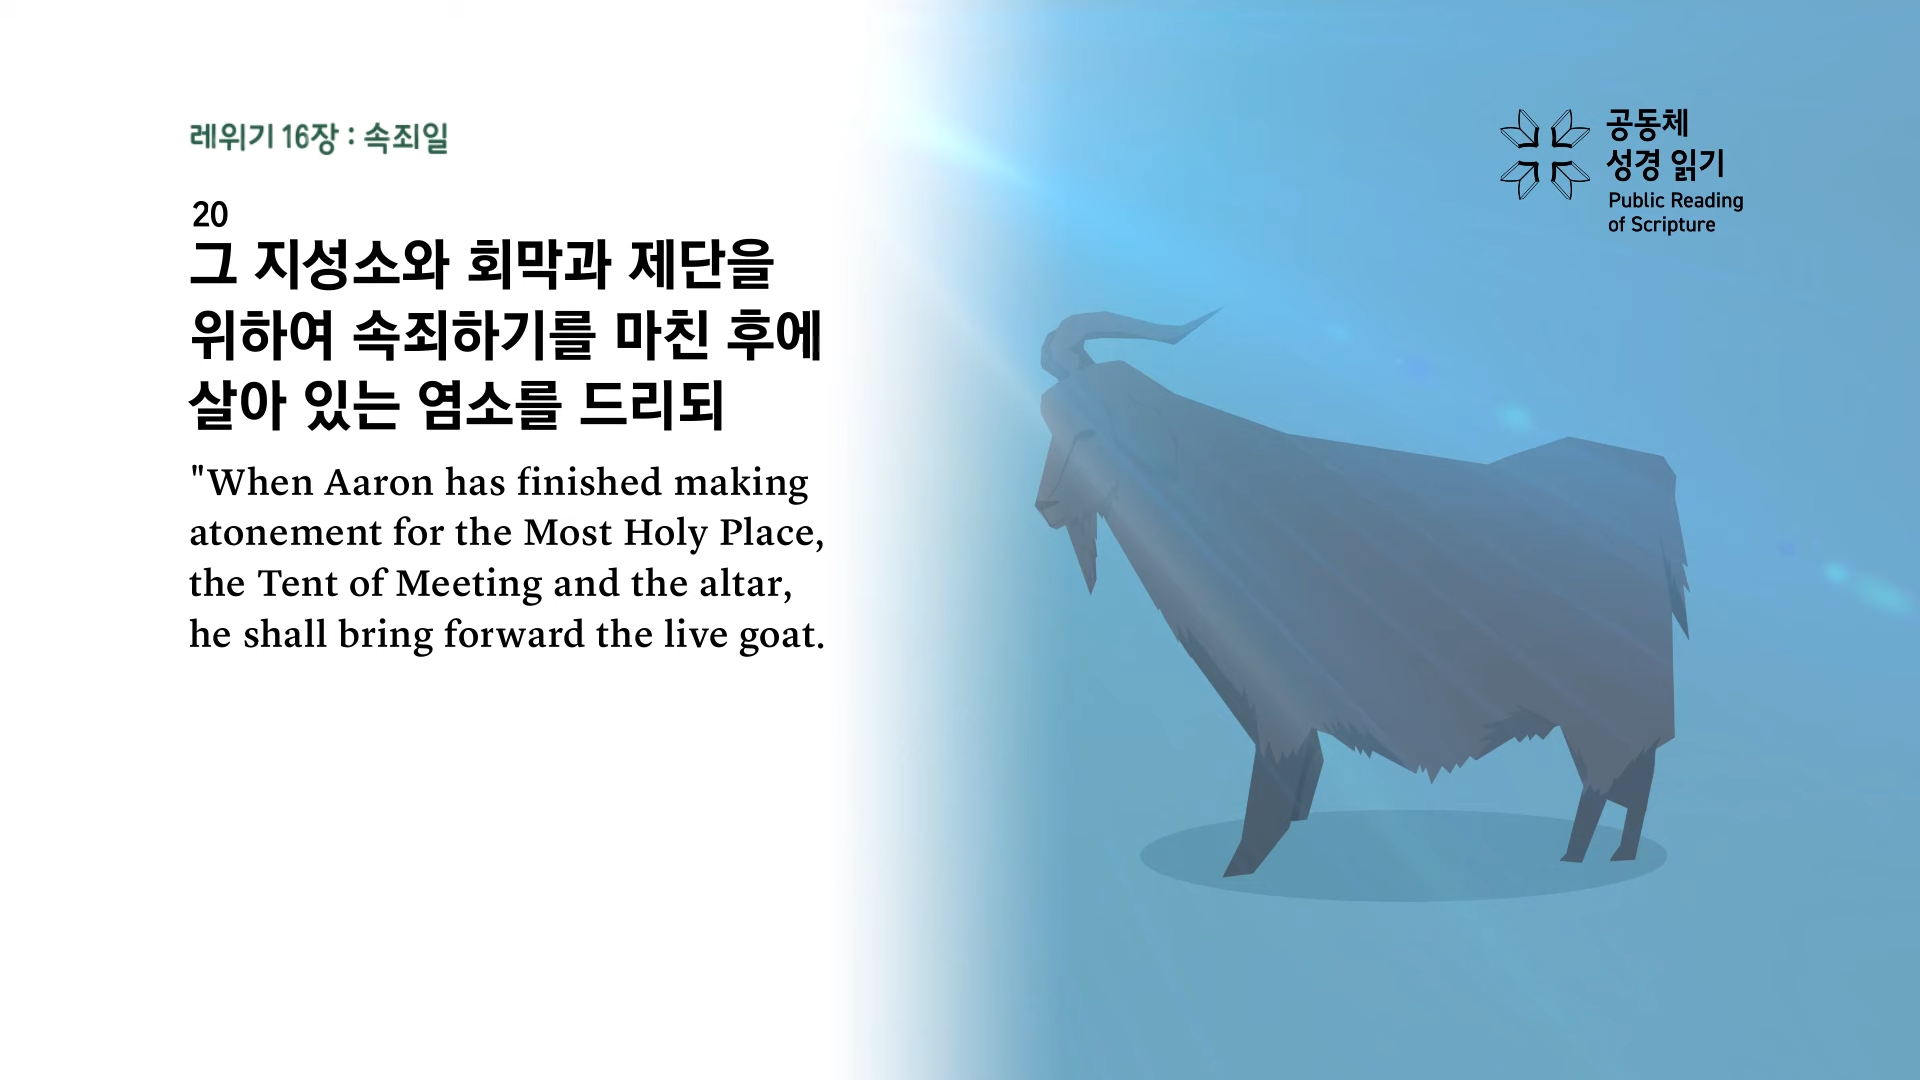 레위기 16장 : 속죄일
20
그 지성소와 회막과 제단을
위하여 속죄하기를 마친 후에
살아 있는 염소를 드리되
"When Aaron has finished making
atonement for the Most Holy Place,
the Tent of Meeting and the altar,
he shall bring forward the live goat.
공동체
성경 읽기
Public Reading
of Scripture